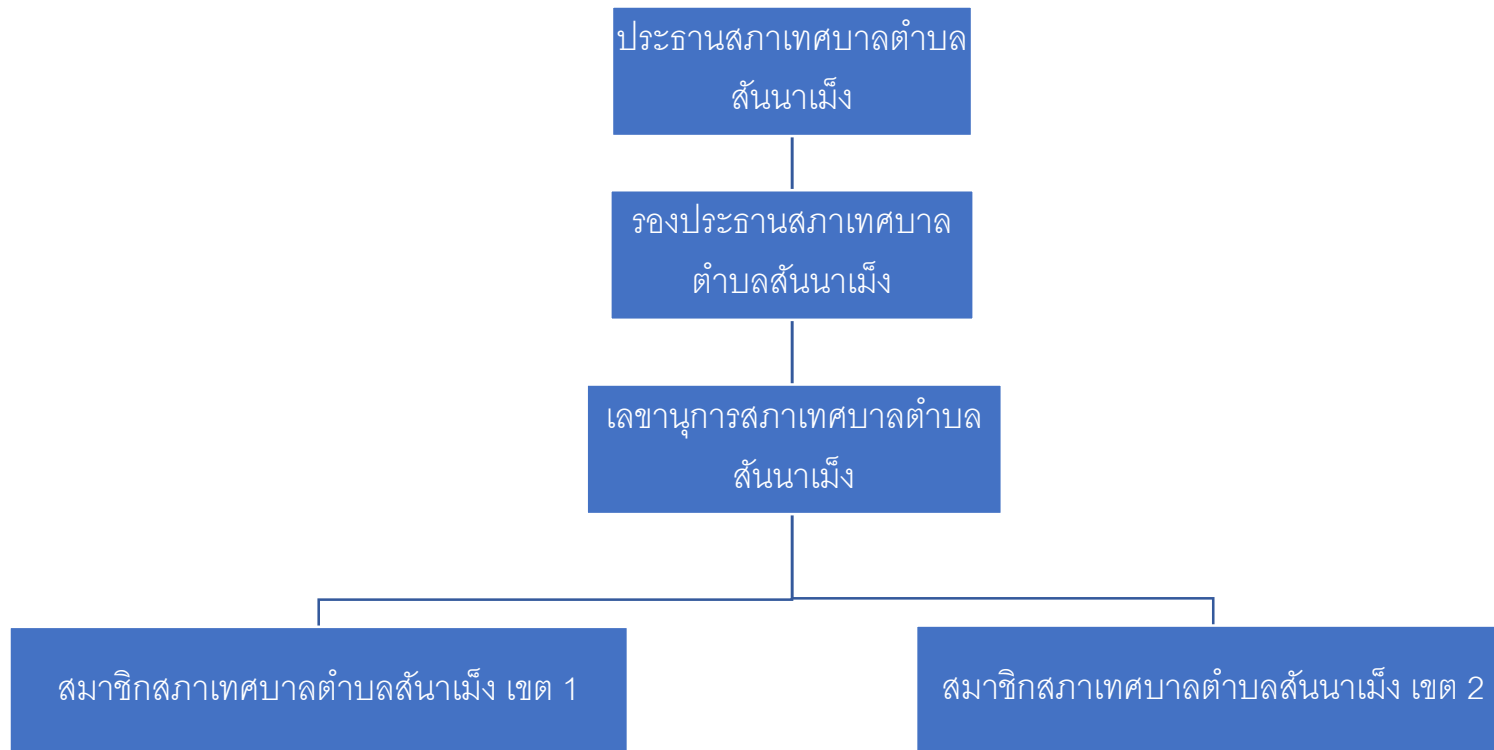 ประธานสภาเทศบาลตำบล
สันนาเม็ง
รองประธานสภาเทศบาล
ตำบลสันนาเม็ง
เลขานุการสภาเทศบาลตำบล
สันนาเม็ง
สมาชิกสภาเทศบาลตำบลสันาเม็ง เขต 1
สมาชิกสภาเทศบาลตำบลสันนาเม็ง เขต 2